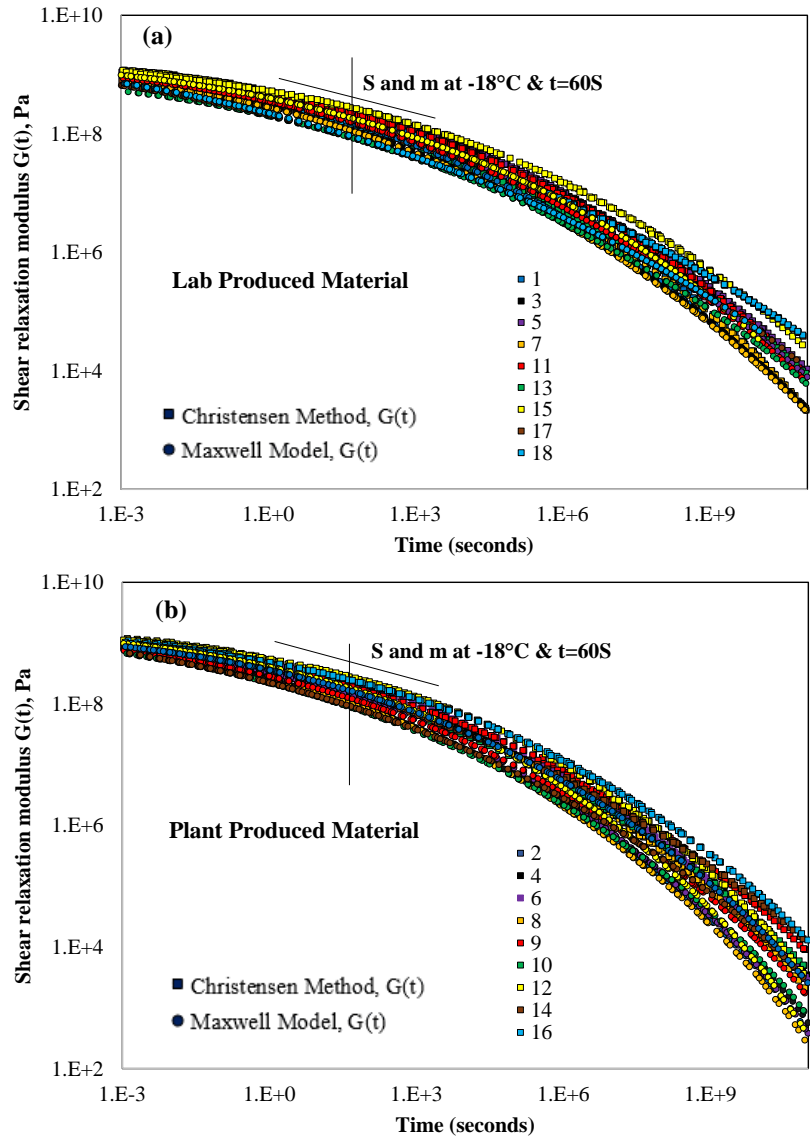 1.E+10
(a)
S and m at -18°C & t=60S
1.E+8
1.E+6
Shear relaxation modulus G(t), Pa
Lab Produced Material
1
3
5
7
11
13
15
17
18
1.E+4
Christensen Method, G(t)
Maxwell Model, G(t)
1.E+2
1.E-3 1.E+0 1.E+3 1.E+6 1.E+9
Time (seconds)
1.E+10
(b)
S and m at -18°C & t=60S
1.E+8
1.E+6
Shear relaxation modulus G(t), Pa
Plant Produced Material
2
4
6
8
9
10
12
14
16
1.E+4
Christensen Method, G(t)
Maxwell Model, G(t)
1.E+2
1.E-3 1.E+0 1.E+3 1.E+6 1.E+9
Time (seconds)